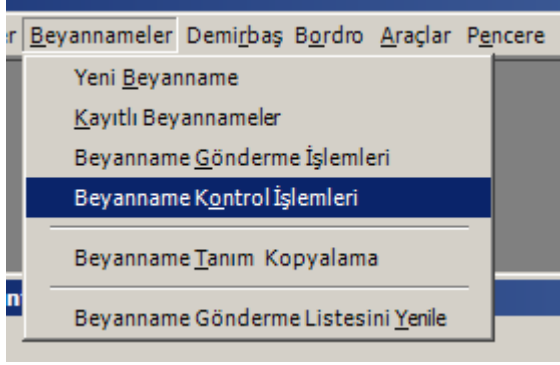 Beyannameler Demirbaş Bordro Araçlar Pencere
Yeni Beyanname
Kayıtlı Beyannameler
Beyanname Gönderme İşlemleri
Beyanname Kontrol İşlemleri
Beyanname Tanım Kopyalama
Beyanname Gönderme Listesini Yenile